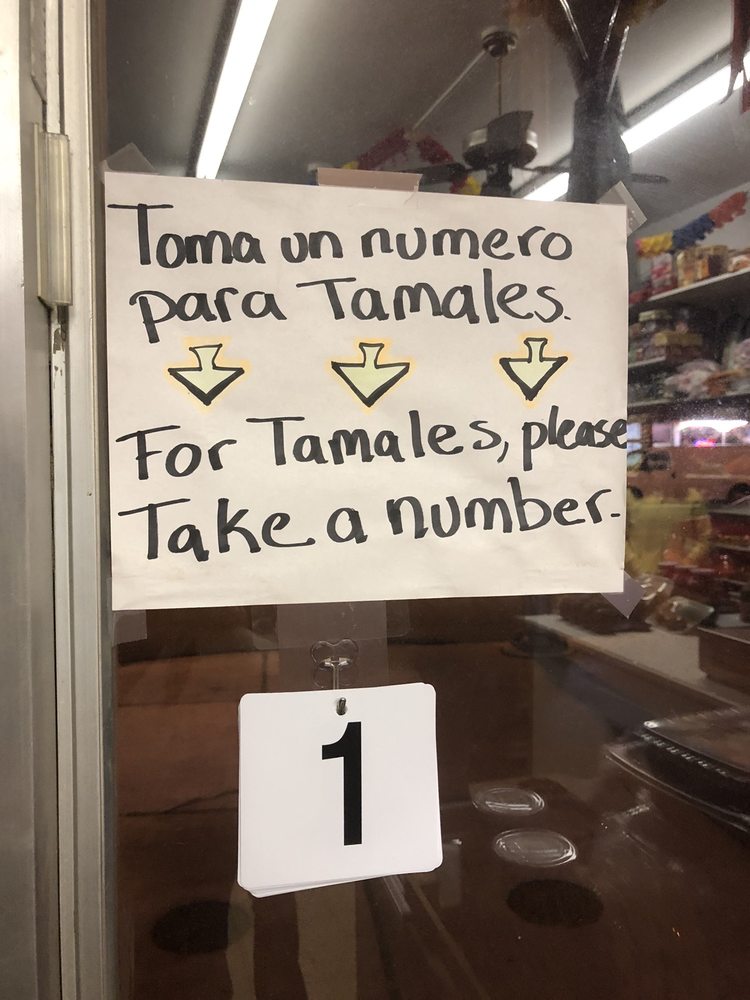 Toma un numero
para Tamales.
For Tamales, please
Take a number.
1